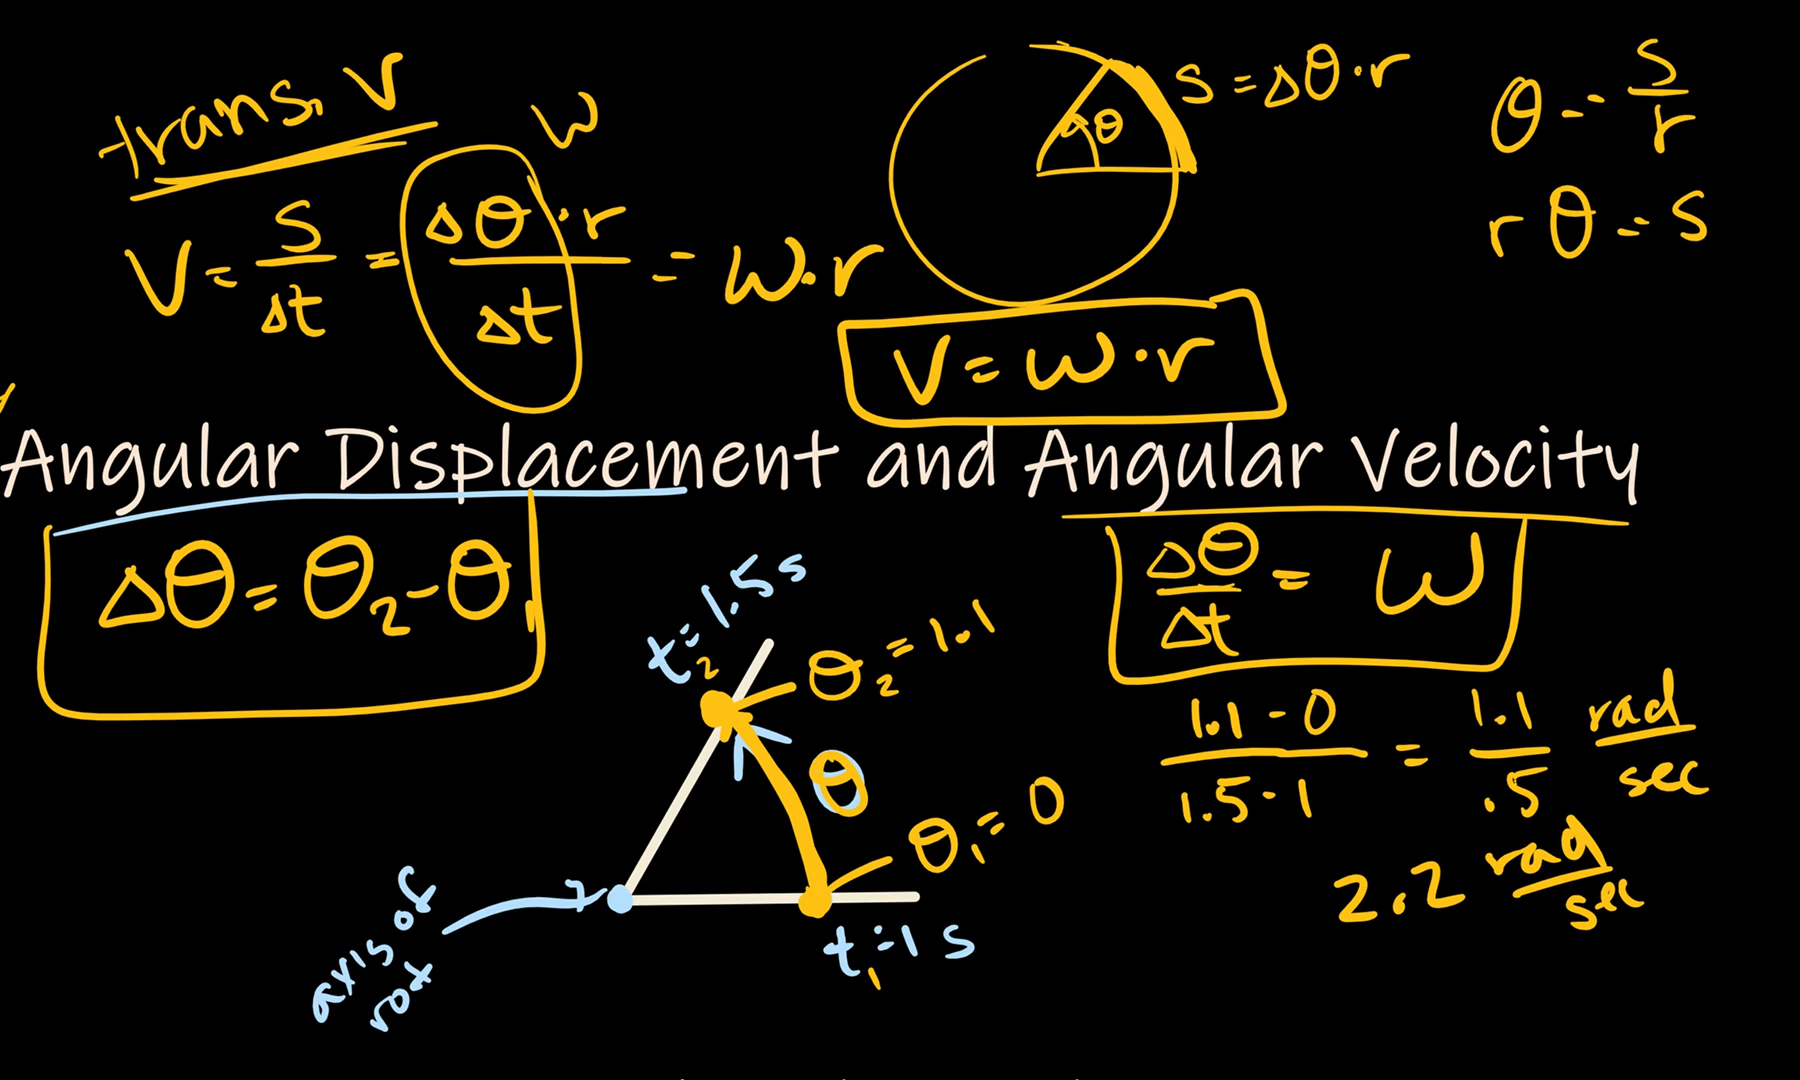 trans. v
ω
V = s/Δt = Δθ·r/Δt = ω·r
θ
s = Δθ·r
θ = s/r
rθ = s
V = ω·r
Angular Displacement and Angular Velocity
Δθ = θ₂ - θ₁
Δθ/Δt = ω
t₂ = 1.5 s
θ₂ = 1.1
θ
θ₁ = 0
t₁ = 1 s
axis of
rot
1.1 - 0/1.5 - 1 = 1.1/.5 rad/sec
2.2 rad/sec